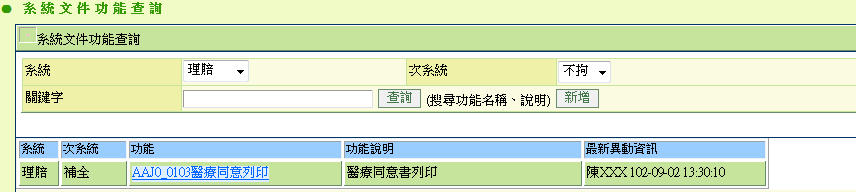 系統文件功能查詢
系統文件功能查詢
系統 理賠 次系統 不拘
關鍵字 查詢 (搜尋功能名稱、說明) 新增
系統 次系統 功能 功能說明 最新異動資訊
理賠 補全 AAJ0_0103醫療同意列印 醫療同意書列印 陳XXX 102-09-02 13:30:10